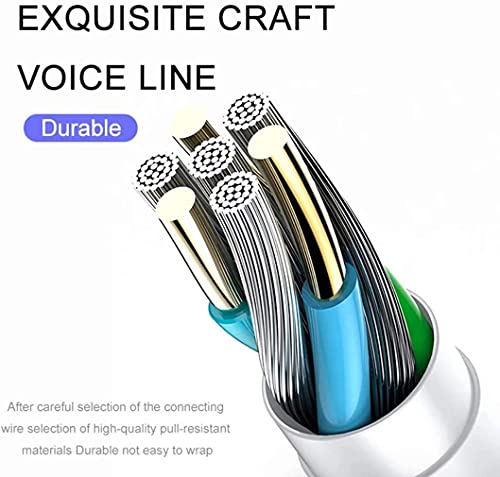 EXQUISITE CRAFT
VOICE LINE
Durable
After careful selection of the connecting
wire selection of high-quality pull-resistant
materials Durable not easy to wrap